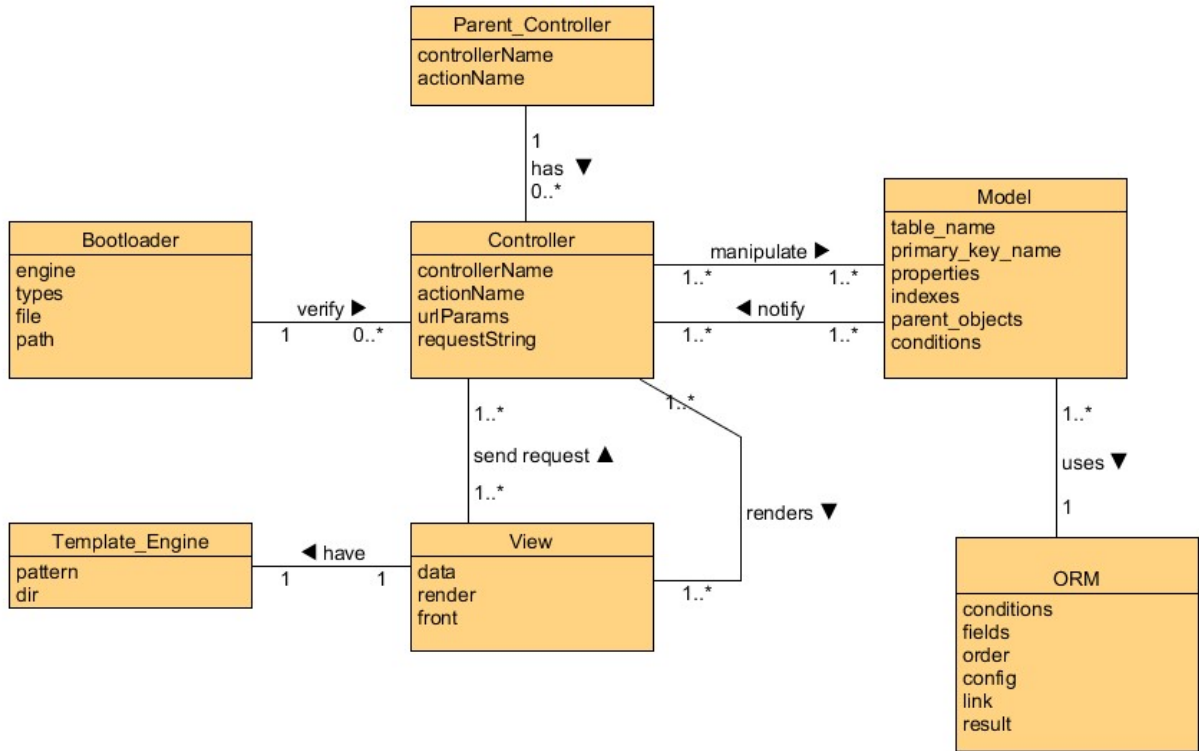 Parent_Controller
controllerName
actionName
1
has ▼
0..*
Bootloader
engine
types
file
path
verify ▶
1
0..*
Controller
controllerName
actionName
urlParams
requestString
manipulate ▶
1..*
1..*
◀ notify
1..*
1..*
Model
table_name
primary_key_name
properties
indexes
parent_objects
conditions
1..*
send request ▲
1..*
1..*
renders ▼
1..*
1..*
uses ▼
1
Template_Engine
pattern
dir
◀ have
1
1
View
data
render
front
ORM
conditions
fields
order
config
link
result